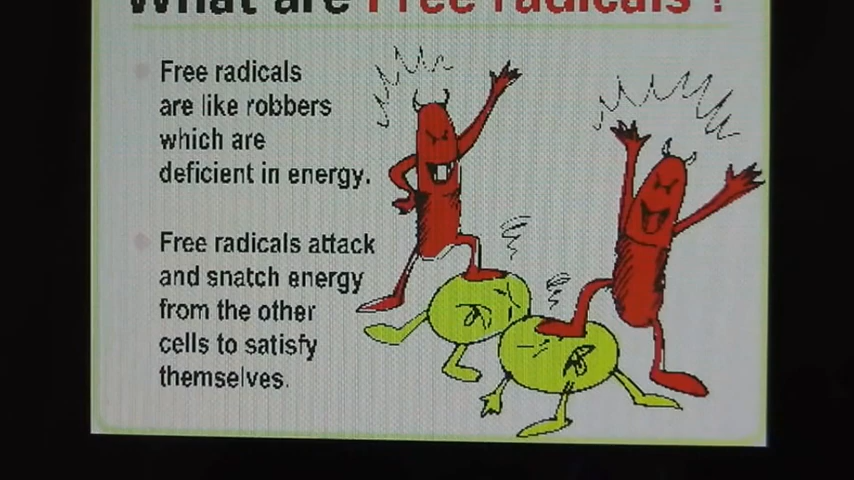 What are Free radicals ?
Free radicals
are like robbers
which are
deficient in energy.
Free radicals attack
and snatch energy
from the other
cells to satisfy
themselves.